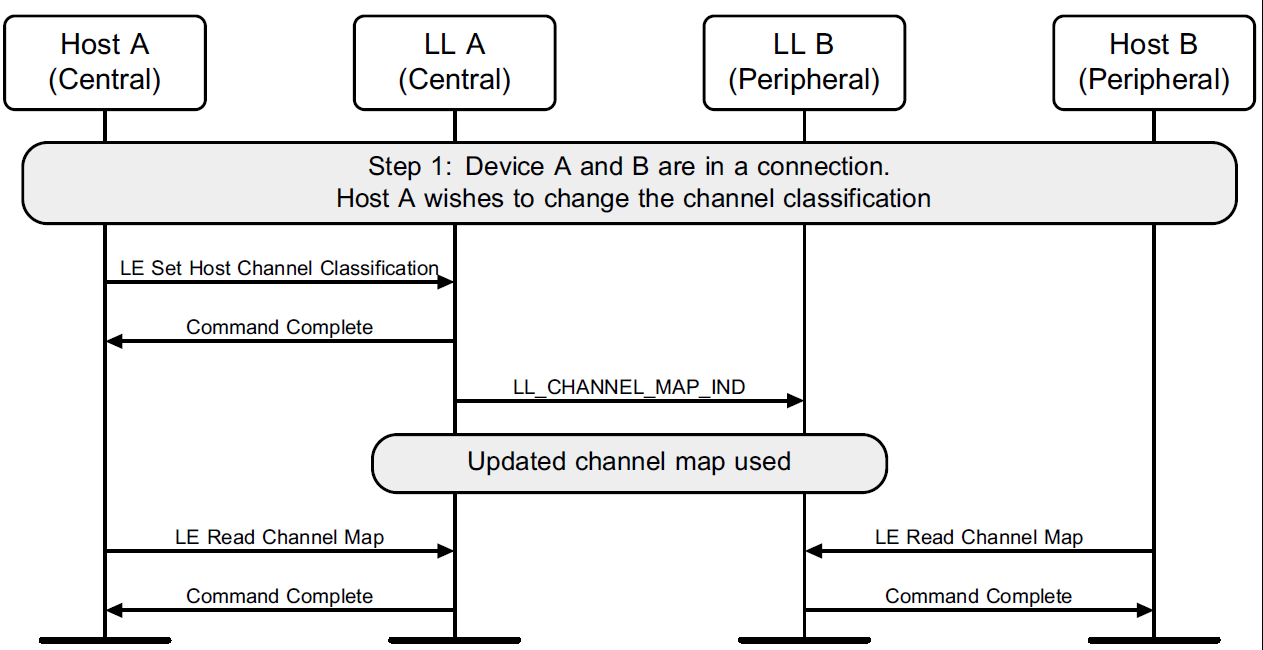 Host A
(Central)
LL A
(Central)
LL B
(Peripheral)
Host B
(Peripheral)
Step 1: Device A and B are in a connection.
Host A wishes to change the channel classification
LE Set Host Channel Classification
Command Complete
LL_CHANNEL_MAP_IND
Updated channel map used
LE Read Channel Map
LE Read Channel Map
Command Complete
Command Complete